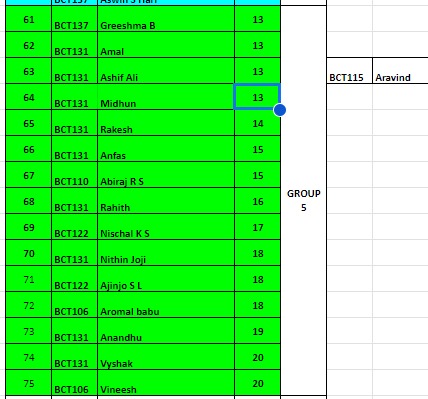 BCT137 Aswin S Hari
61 BCT137 Greeshma B 13
62 BCT131 Amal 13
63 BCT131 Ashif Ali 13 BCT115 Aravind
64 BCT131 Midhun 13
65 BCT131 Rakesh 14
66 BCT131 Anfas 15
67 BCT110 Abiraj R S 15
68 BCT131 Rahith 16
GROUP
5
69 BCT122 Nischal K S 17
70 BCT131 Nithin Joji 18
71 BCT122 Ajinjo S L 18
72 BCT106 Aromal babu 18
73 BCT131 Anandhu 19
74 BCT131 Vyshak 20
75 BCT106 Vineesh 20